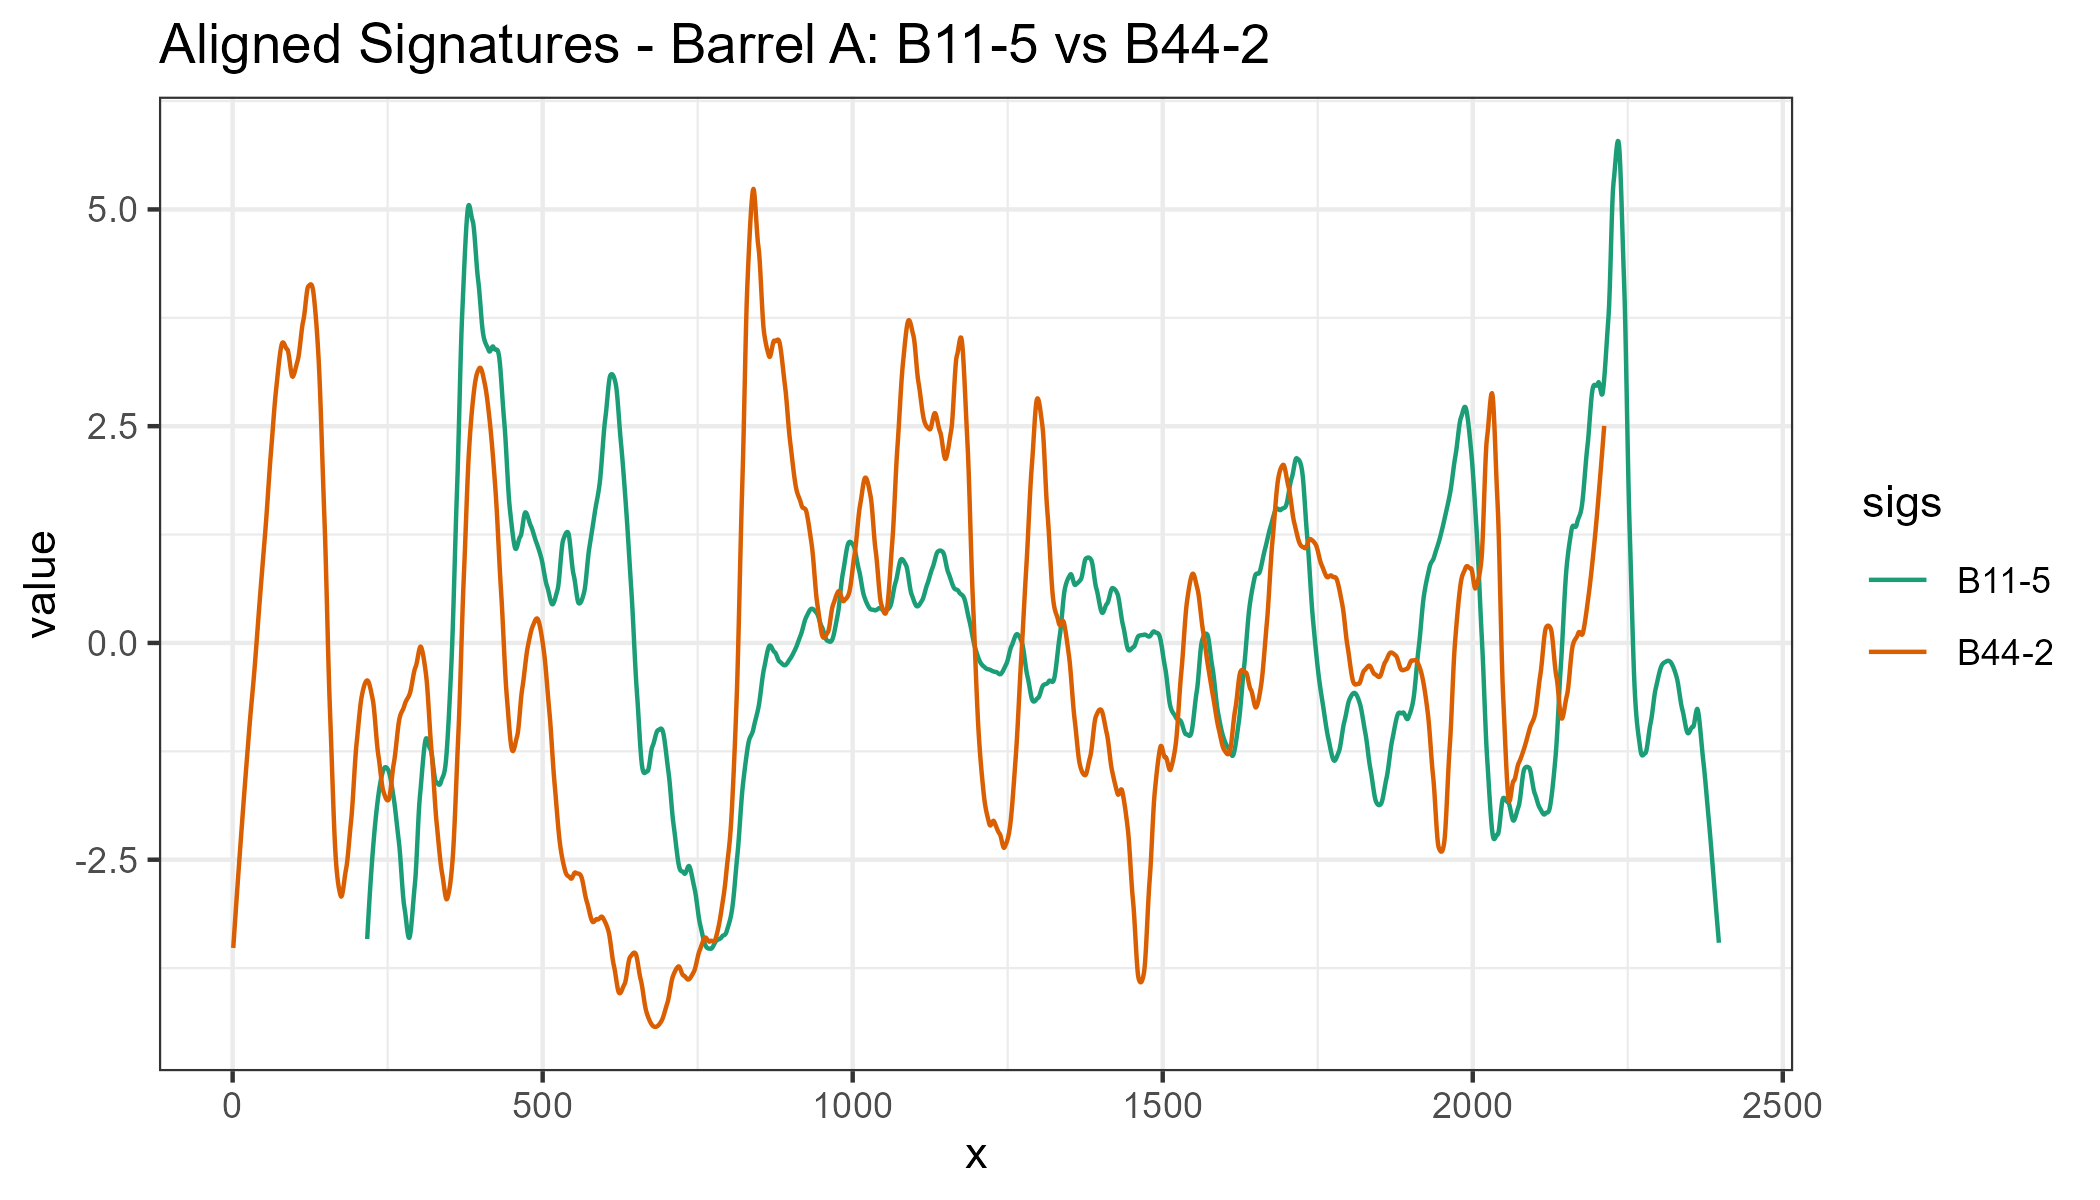 Aligned Signatures - Barrel A: B11-5 vs B44-2
value
5.0
2.5
0.0
-2.5
0 500 1000 1500 2000 2500
x
sigs
B11-5
B44-2